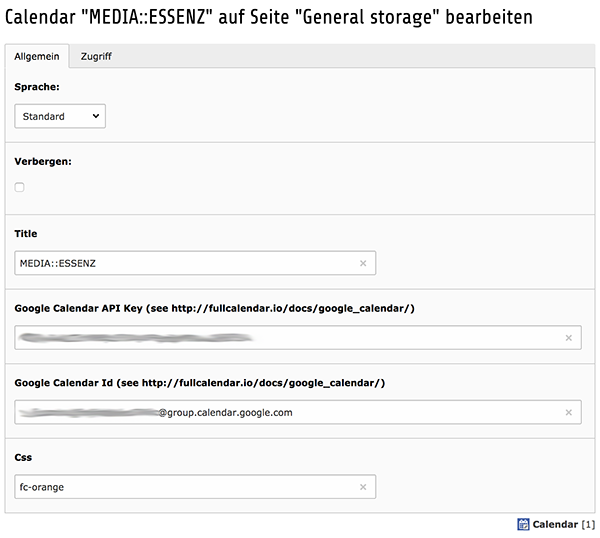 Calendar "MEDIA::ESSENZ" auf Seite "General storage" bearbeiten
Allgemein Zugriff
Sprache:
Standard
Verbergen:
Title
MEDIA::ESSENZ
Google Calendar API Key (see http://fullcalendar.io/docs/google_calendar/)
Google Calendar Id (see http://fullcalendar.io/docs/google_calendar/)
@group.calendar.google.com
Css
fc-orange
Calendar [1]